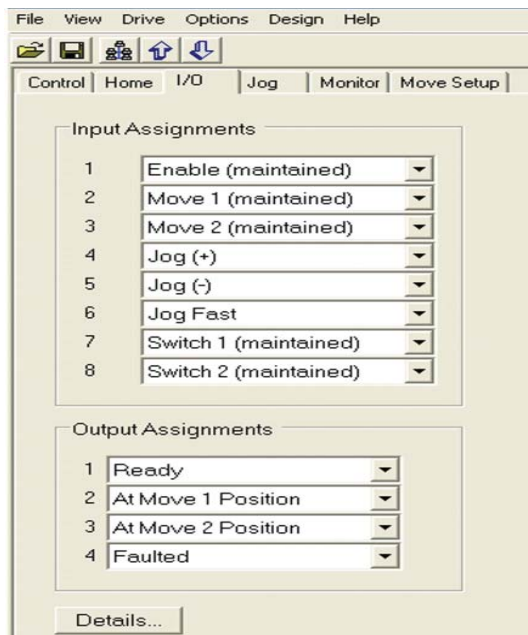 File View Drive Options Design Help
Control Home I/O Jog Monitor Move Setup
Input Assignments
1 Enable (maintained)
2 Move 1 (maintained)
3 Move 2 (maintained)
4 Jog (+)
5 Jog (-)
6 Jog Fast
7 Switch 1 (maintained)
8 Switch 2 (maintained)
Output Assignments
1 Ready
2 At Move 1 Position
3 At Move 2 Position
4 Faulted
Details...